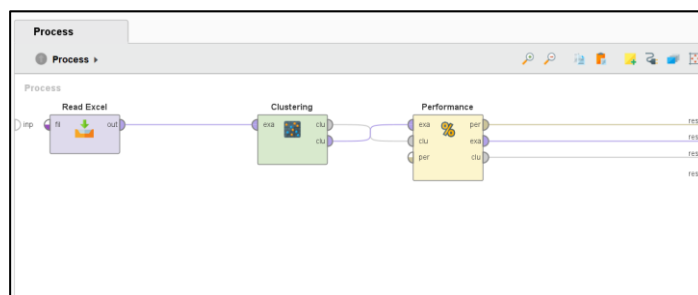 Process
Process
Process
Read Excel
Clustering
Performance
inp
fil
out
exa
clu
clu
exa
clu
per
per
exa
clu
res
res
res
res